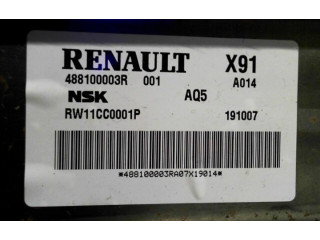 RENAULT X91
488100003R 001 A014
NSK AQ5
RW11CC0001P 191007
*488100003RA07X19014*